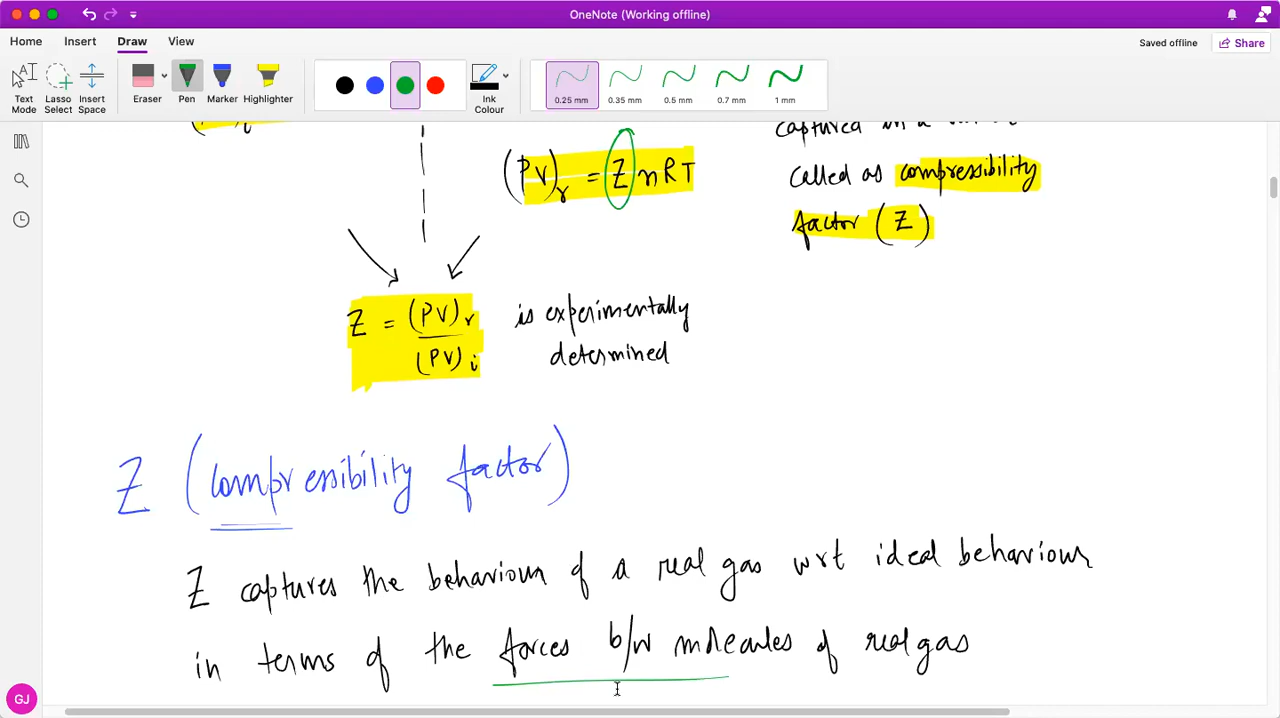 OneNote (Working offline)
Home Insert Draw View
Saved offline
Share
Text Mode
Lasso Select
Insert Space
Eraser
Pen
Marker
Highlighter
Ink Colour
0.25 mm
0.35 mm
0.5 mm
0.7 mm
1 mm
captured in a
called as compressibility
factor (Z)
(PV)r = Z nRT
Z = (PV)r / (PV)i
is experimentally
determined
Z (compressibility factor)
Z captures the behaviour of a real gas wrt ideal behaviour
in terms of the forces b/w molecules of real gas
GJ